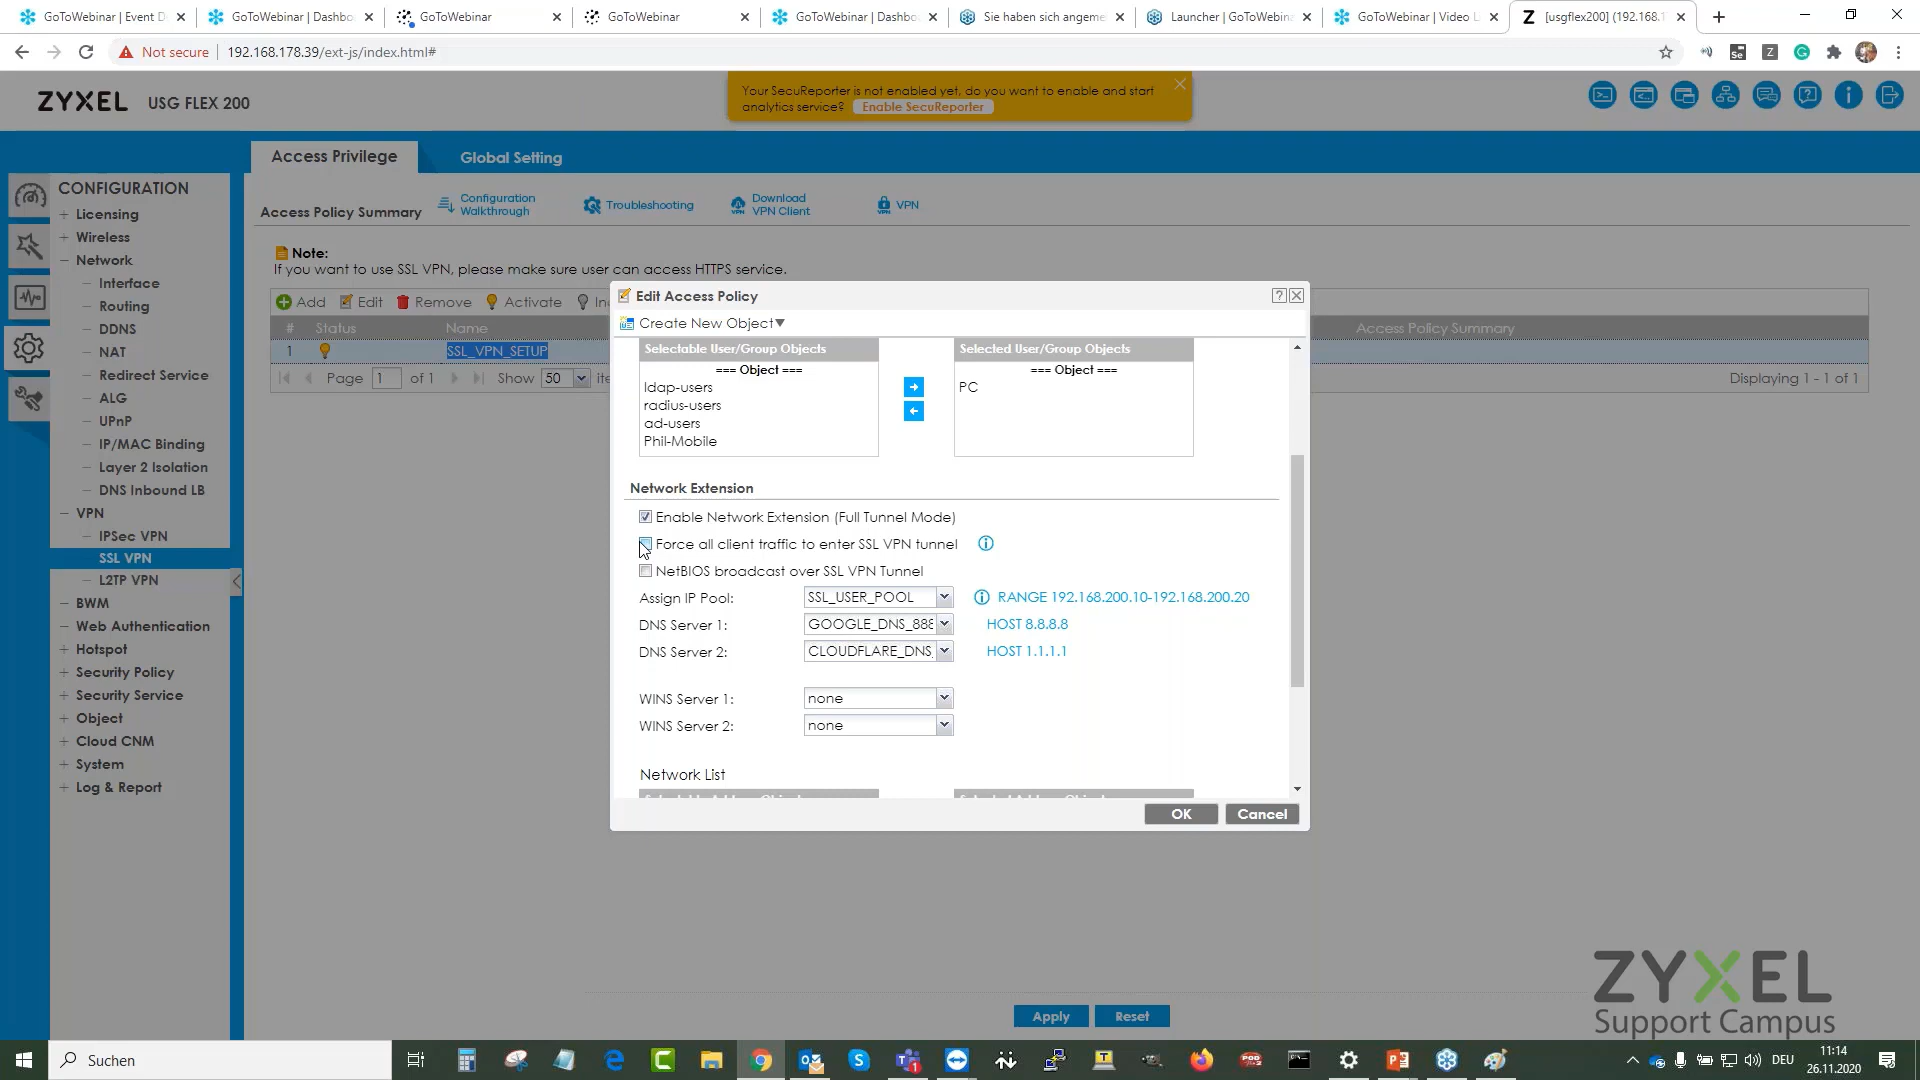 GoToWebinar | Event D
GoToWebinar | Dashbo
GoToWebinar
GoToWebinar
GoToWebinar | Dashbo
Sie haben sich angeme
Launcher | GoToWebina
GoToWebinar | Video Li
[usgflex200] (192.168.1
Not secure
192.168.178.39/ext-js/index.html#
ZYXEL USG FLEX 200
Your SecuReporter is not enabled yet, do you want to enable and start
analytics service? Enable SecuReporter
Access Privilege
Global Setting
CONFIGURATION
Licensing
Wireless
Network
Interface
Routing
DDNS
NAT
Redirect Service
ALG
UPnP
IP/MAC Binding
Layer 2 Isolation
DNS Inbound LB
VPN
IPSec VPN
SSL VPN
L2TP VPN
BWM
Web Authentication
Hotspot
Security Policy
Security Service
Object
Cloud CNM
System
Log & Report
Access Policy Summary
Configuration
Walkthrough
Troubleshooting
Download
VPN Client
VPN
Note:
If you want to use SSL VPN, please make sure user can access HTTPS service.
Add Edit Remove Activate In
# Status Name Access Policy Summary
1 SSL_VPN_SETUP
Page 1 of 1 Show 50 ite
Displaying 1 - 1 of 1
Edit Access Policy
Create New Object
Selectable User/Group Objects
=== Object ===
ldap-users
radius-users
ad-users
Phil-Mobile
Selected User/Group Objects
=== Object ===
PC
Network Extension
Enable Network Extension (Full Tunnel Mode)
Force all client traffic to enter SSL VPN tunnel
NetBIOS broadcast over SSL VPN Tunnel
Assign IP Pool: SSL_USER_POOL RANGE 192.168.200.10-192.168.200.20
DNS Server 1: GOOGLE_DNS_888 HOST 8.8.8.8
DNS Server 2: CLOUDFLARE_DNS_ HOST 1.1.1.1
WINS Server 1: none
WINS Server 2: none
Network List
OK Cancel
Apply Reset
ZYXEL
Support Campus
Suchen
DEU
11:14
26.11.2020